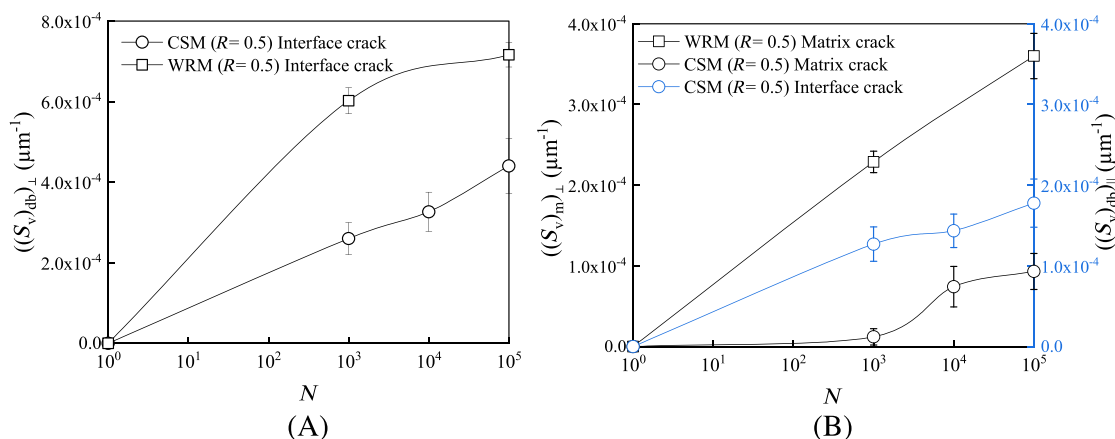 8.0x10⁻⁴
6.0x10⁻⁴
4.0x10⁻⁴
2.0x10⁻⁴
0.0
((Sᵥ)db)⊥ (μm⁻¹)
CSM (R= 0.5) Interface crack
WRM (R= 0.5) Interface crack
10⁰ 10¹ 10² 10³ 10⁴ 10⁵
N
(A)
4.0x10⁻⁴
3.0x10⁻⁴
2.0x10⁻⁴
1.0x10⁻⁴
0.0
((Sᵥ)m)⊥ (μm⁻¹)
WRM (R= 0.5) Matrix crack
CSM (R= 0.5) Matrix crack
CSM (R= 0.5) Interface crack
4.0x10⁻⁴
3.0x10⁻⁴
2.0x10⁻⁴
1.0x10⁻⁴
0.0
((Sᵥ)db)|| (μm⁻¹)
10⁰ 10¹ 10² 10³ 10⁴ 10⁵
N
(B)